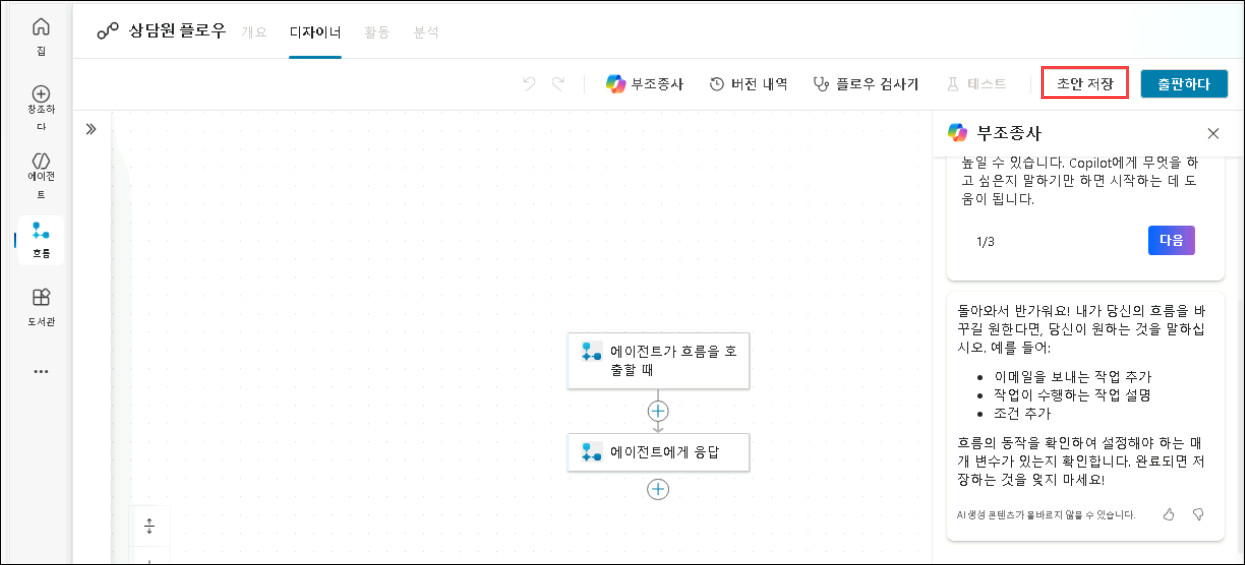 상담원 플로우 개요 디자이너 활동 분석
집
창조하
다
에이전
트
흐름
도서관
부조종사 버전 내역 플로우 검사기 테스트 초안 저장 출판하다
에이전트가 흐름을 호
출할 때
에이전트에게 응답
부조종사
높일 수 있습니다. Copilot에게 무엇을 하
고 싶은지 말하기만 하면 시작하는 데 도
움이 됩니다.
1/3 다음
돌아와서 반가워요! 내가 당신의 흐름을 바
꾸길 원한다면, 당신이 원하는 것을 말하십
시오. 예를 들어:
• 이메일을 보내는 작업 추가
• 작업이 수행하는 작업 설명
• 조건 추가
흐름의 동작을 확인하여 설정해야 하는 매
개 변수가 있는지 확인합니다. 완료되면 저
장하는 것을 잊지 마세요!
AI 생성 콘텐츠가 올바르지 않을 수 있습니다.